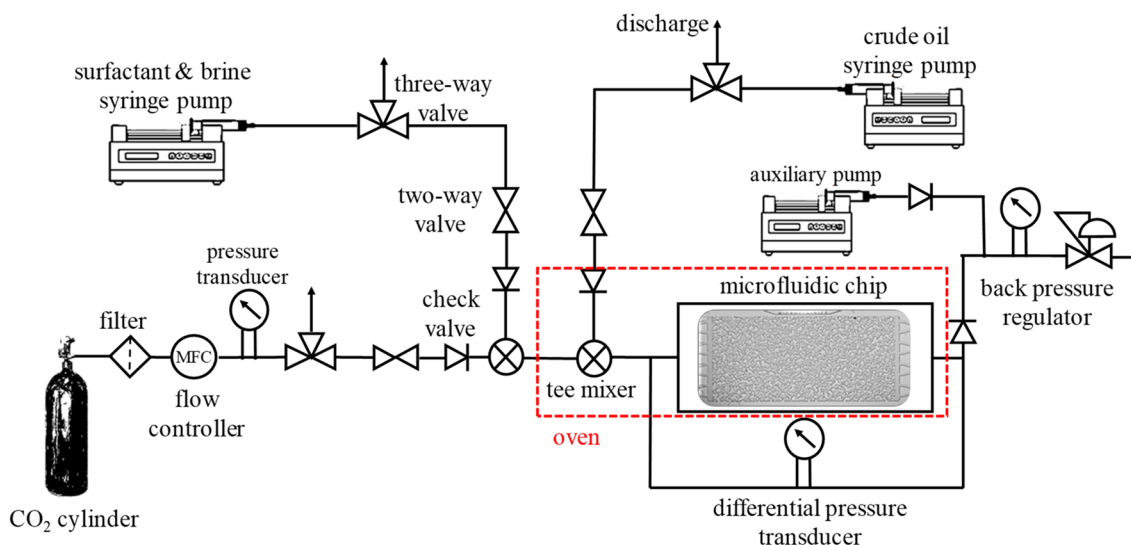 discharge
crude oil
syringe pump
surfactant & brine
syringe pump
three-way
valve
auxiliary pump
two-way
valve
pressure
transducer
microfluidic chip
back pressure
regulator
check
valve
filter
MFC
flow
controller
tee mixer
oven
differential pressure
transducer
CO₂ cylinder